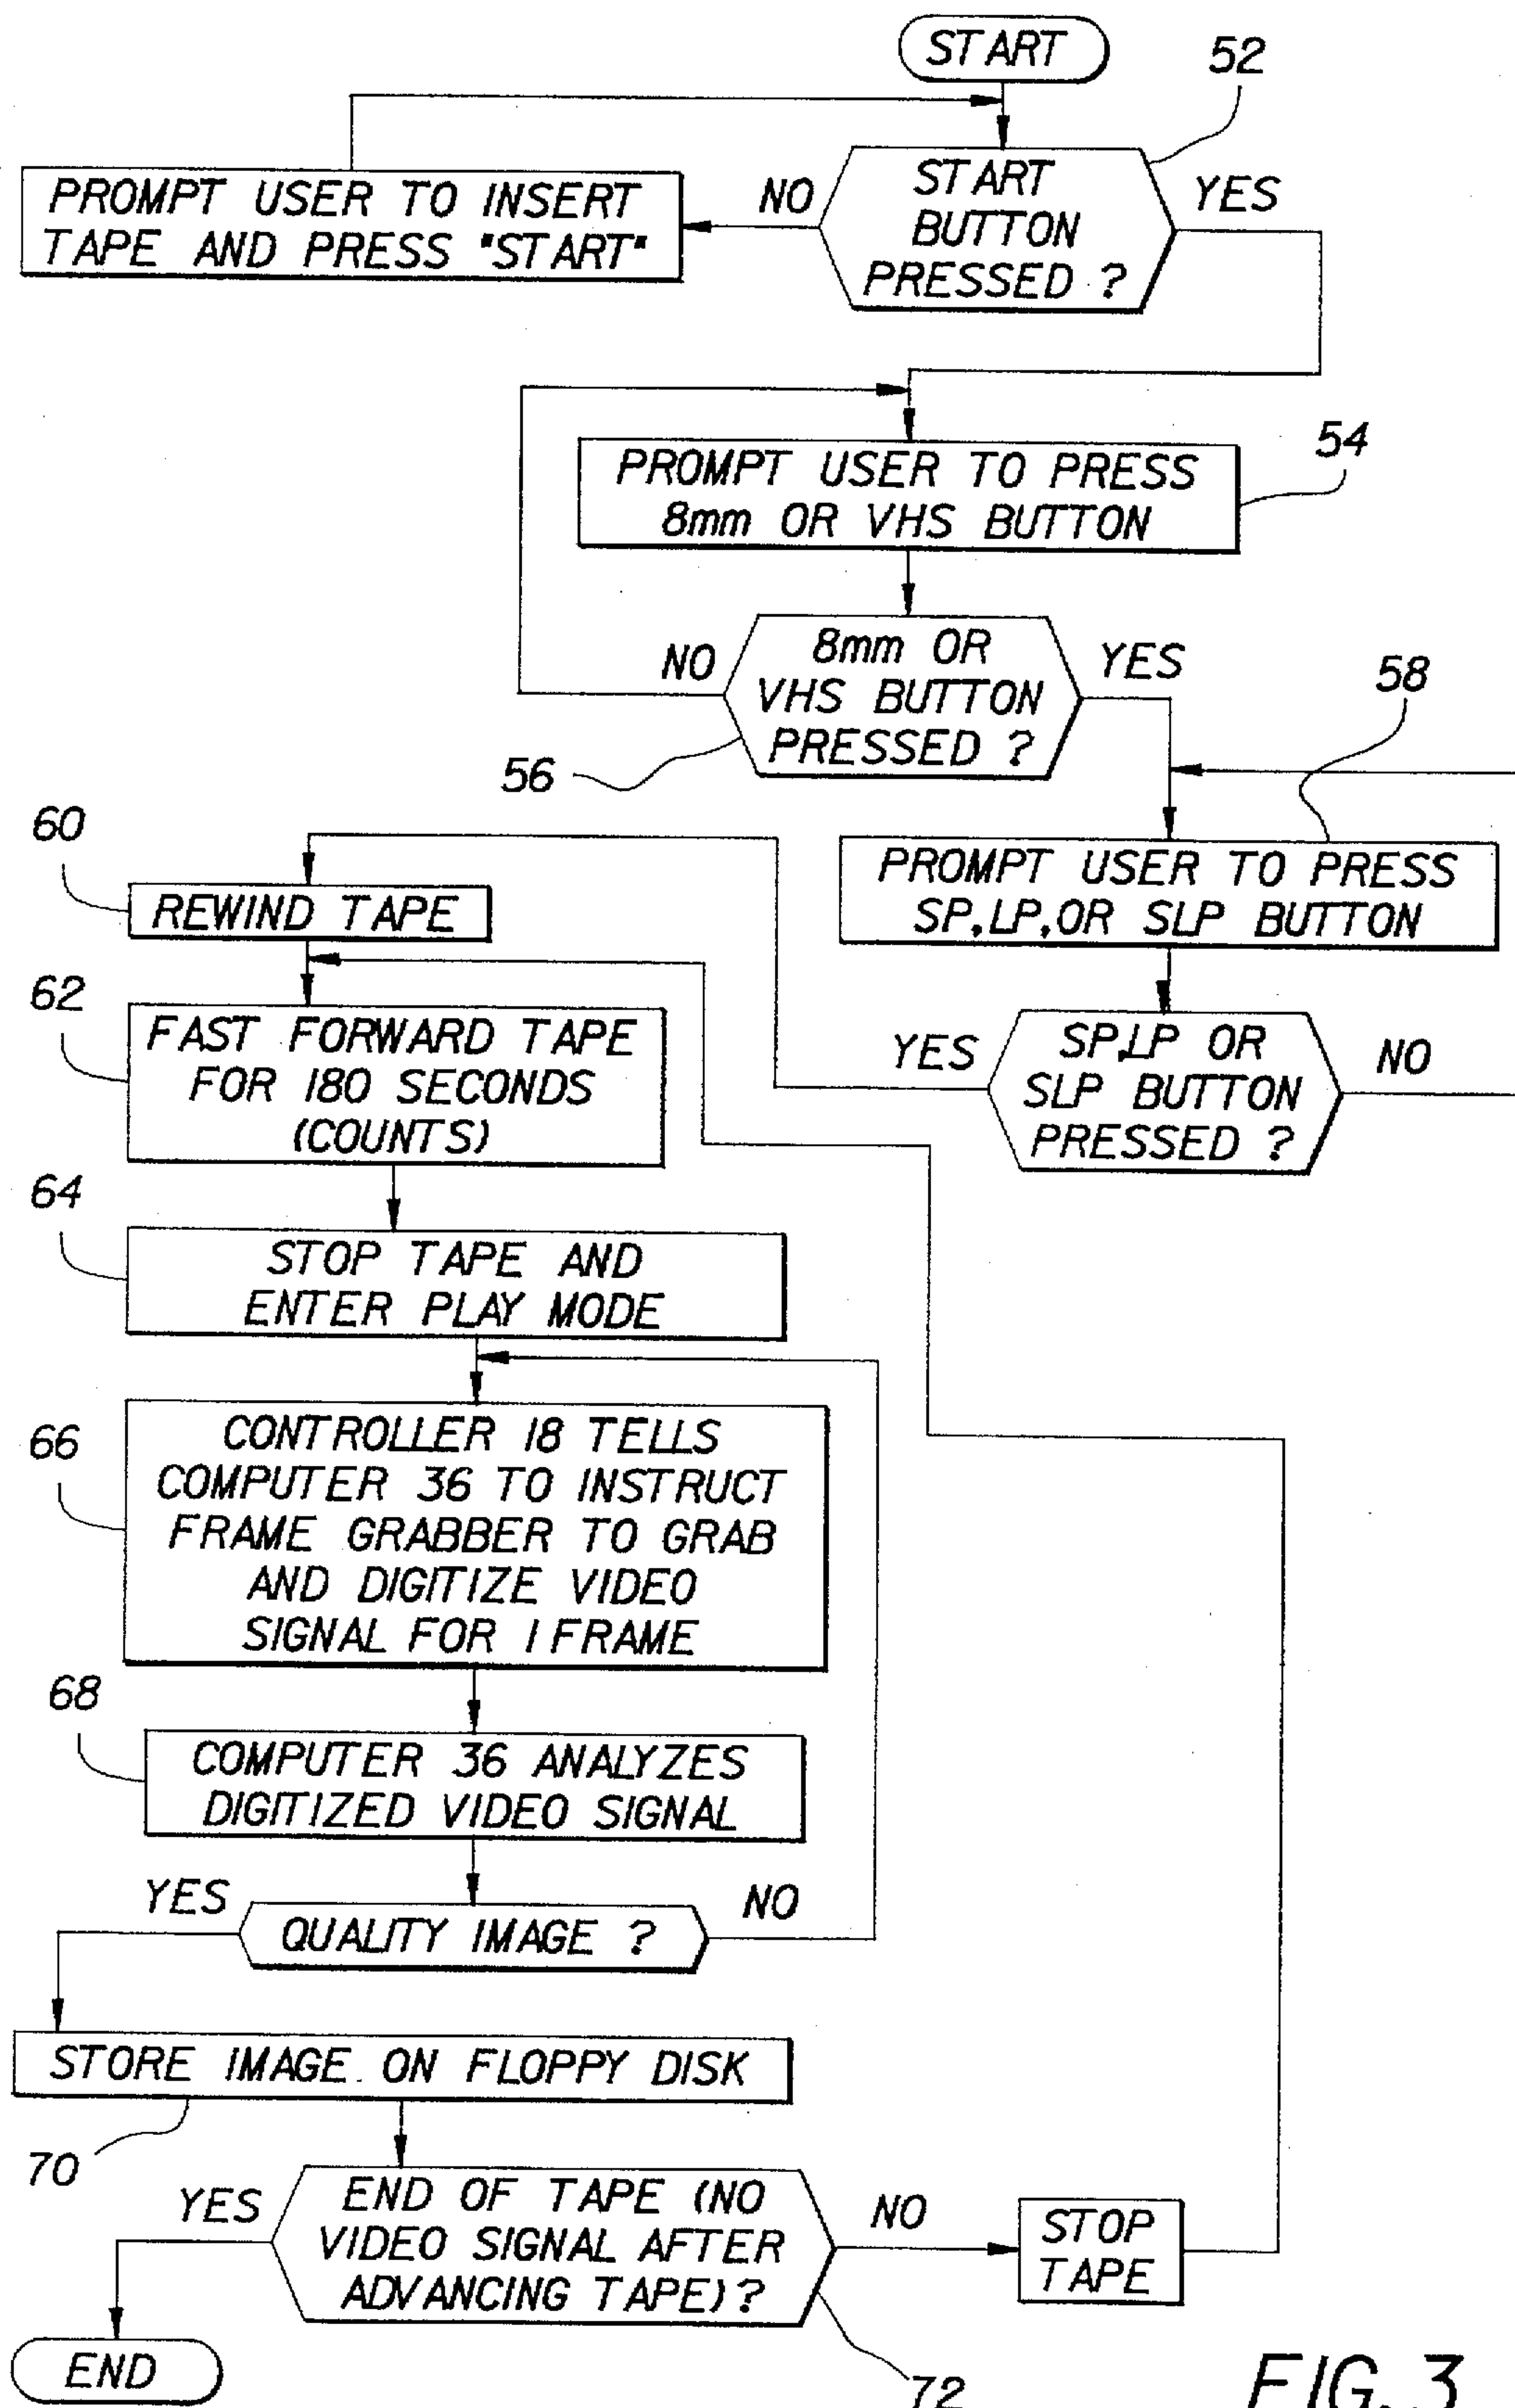 START
52
START
BUTTON
PRESSED ?
NO
YES
PROMPT USER TO INSERT
TAPE AND PRESS "START"
54
PROMPT USER TO PRESS
8mm OR VHS BUTTON
8mm OR
VHS BUTTON
PRESSED ?
NO
YES
56
58
PROMPT USER TO PRESS
SP,LP,OR SLP BUTTON
SP,LP OR
SLP BUTTON
PRESSED ?
YES
NO
60
REWIND TAPE
62
FAST FORWARD TAPE
FOR 180 SECONDS
(COUNTS)
64
STOP TAPE AND
ENTER PLAY MODE
66
CONTROLLER 18 TELLS
COMPUTER 36 TO INSTRUCT
FRAME GRABBER TO GRAB
AND DIGITIZE VIDEO
SIGNAL FOR 1 FRAME
68
COMPUTER 36 ANALYZES
DIGITIZED VIDEO SIGNAL
YES
QUALITY IMAGE ?
NO
STORE IMAGE ON FLOPPY DISK
70
YES
END OF TAPE (NO
VIDEO SIGNAL AFTER
ADVANCING TAPE)?
NO
STOP
TAPE
END
72
FIG. 3